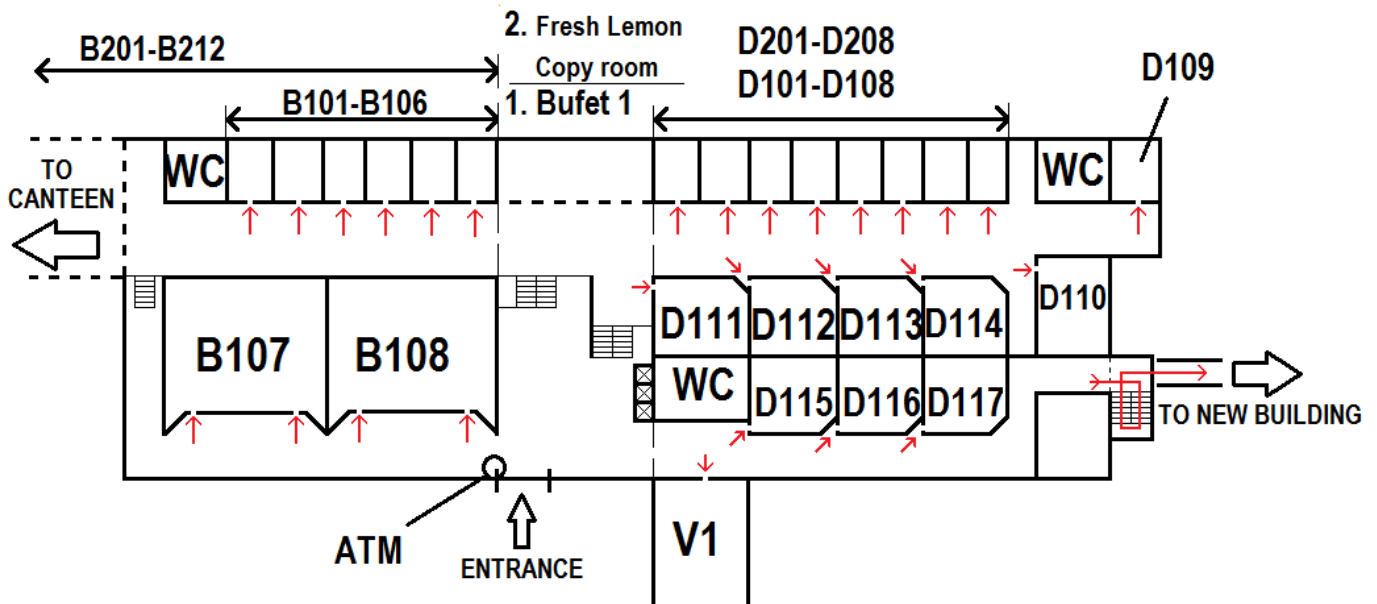 B201-B212
2. Fresh Lemon
Copy room
1. Bufet 1
D201-D208
D101-D108
D109
B101-B106
TO
CANTEEN
WC
WC
B107
B108
D111
D112
D113
D114
D110
WC
D115
D116
D117
TO NEW BUILDING
V1
ATM
ENTRANCE